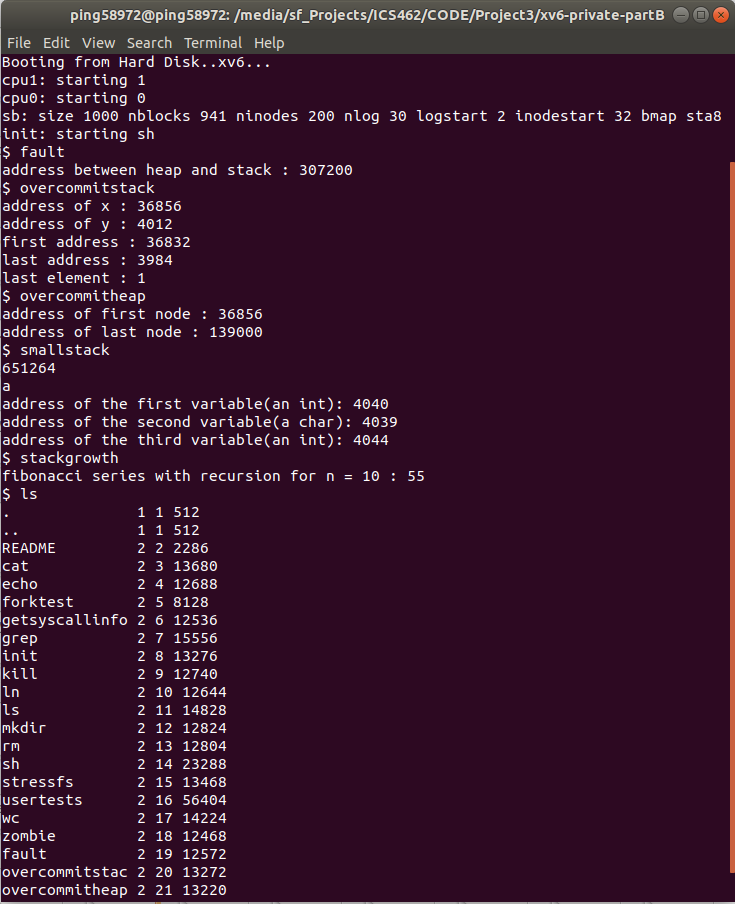 ping58972@ping58972: /media/sf_Projects/ICS462/CODE/Project3/xv6-private-partB
File Edit View Search Terminal Help
Booting from Hard Disk..xv6...
cpu1: starting 1
cpu0: starting 0
sb: size 1000 nblocks 941 ninodes 200 nlog 30 logstart 2 inodestart 32 bmap sta8
init: starting sh
$ fault
address between heap and stack : 307200
$ overcommitstack
address of x : 36856
address of y : 4012
first address : 36832
last address : 3984
last element : 1
$ overcommitheap
address of first node : 36856
address of last node : 139000
$ smallstack
651264
a
address of the first variable(an int): 4040
address of the second variable(a char): 4039
address of the third variable(an int): 4044
$ stackgrowth
fibonacci series with recursion for n = 10 : 55
$ ls
.              1 1 512
..             1 1 512
README         2 2 2286
cat            2 3 13680
echo           2 4 12688
forktest       2 5 8128
getsyscallinfo 2 6 12536
grep           2 7 15556
init           2 8 13276
kill           2 9 12740
ln             2 10 12644
ls             2 11 14828
mkdir          2 12 12824
rm             2 13 12804
sh             2 14 23288
stressfs       2 15 13468
usertests      2 16 56404
wc             2 17 14224
zombie         2 18 12468
fault          2 19 12572
overcommitstac 2 20 13272
overcommitheap 2 21 13220